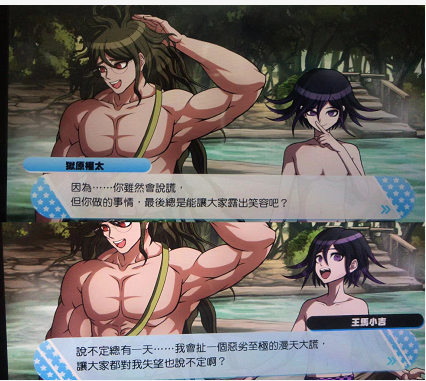 獄原權太
因為……你雖然會說謊，
但你做的事情，最後總是能讓大家露出笑容吧？
王馬小吉
說不定總有一天……我會扯一個惡劣至極的漫天大謊，
讓大家都對我失望也說不定啊？